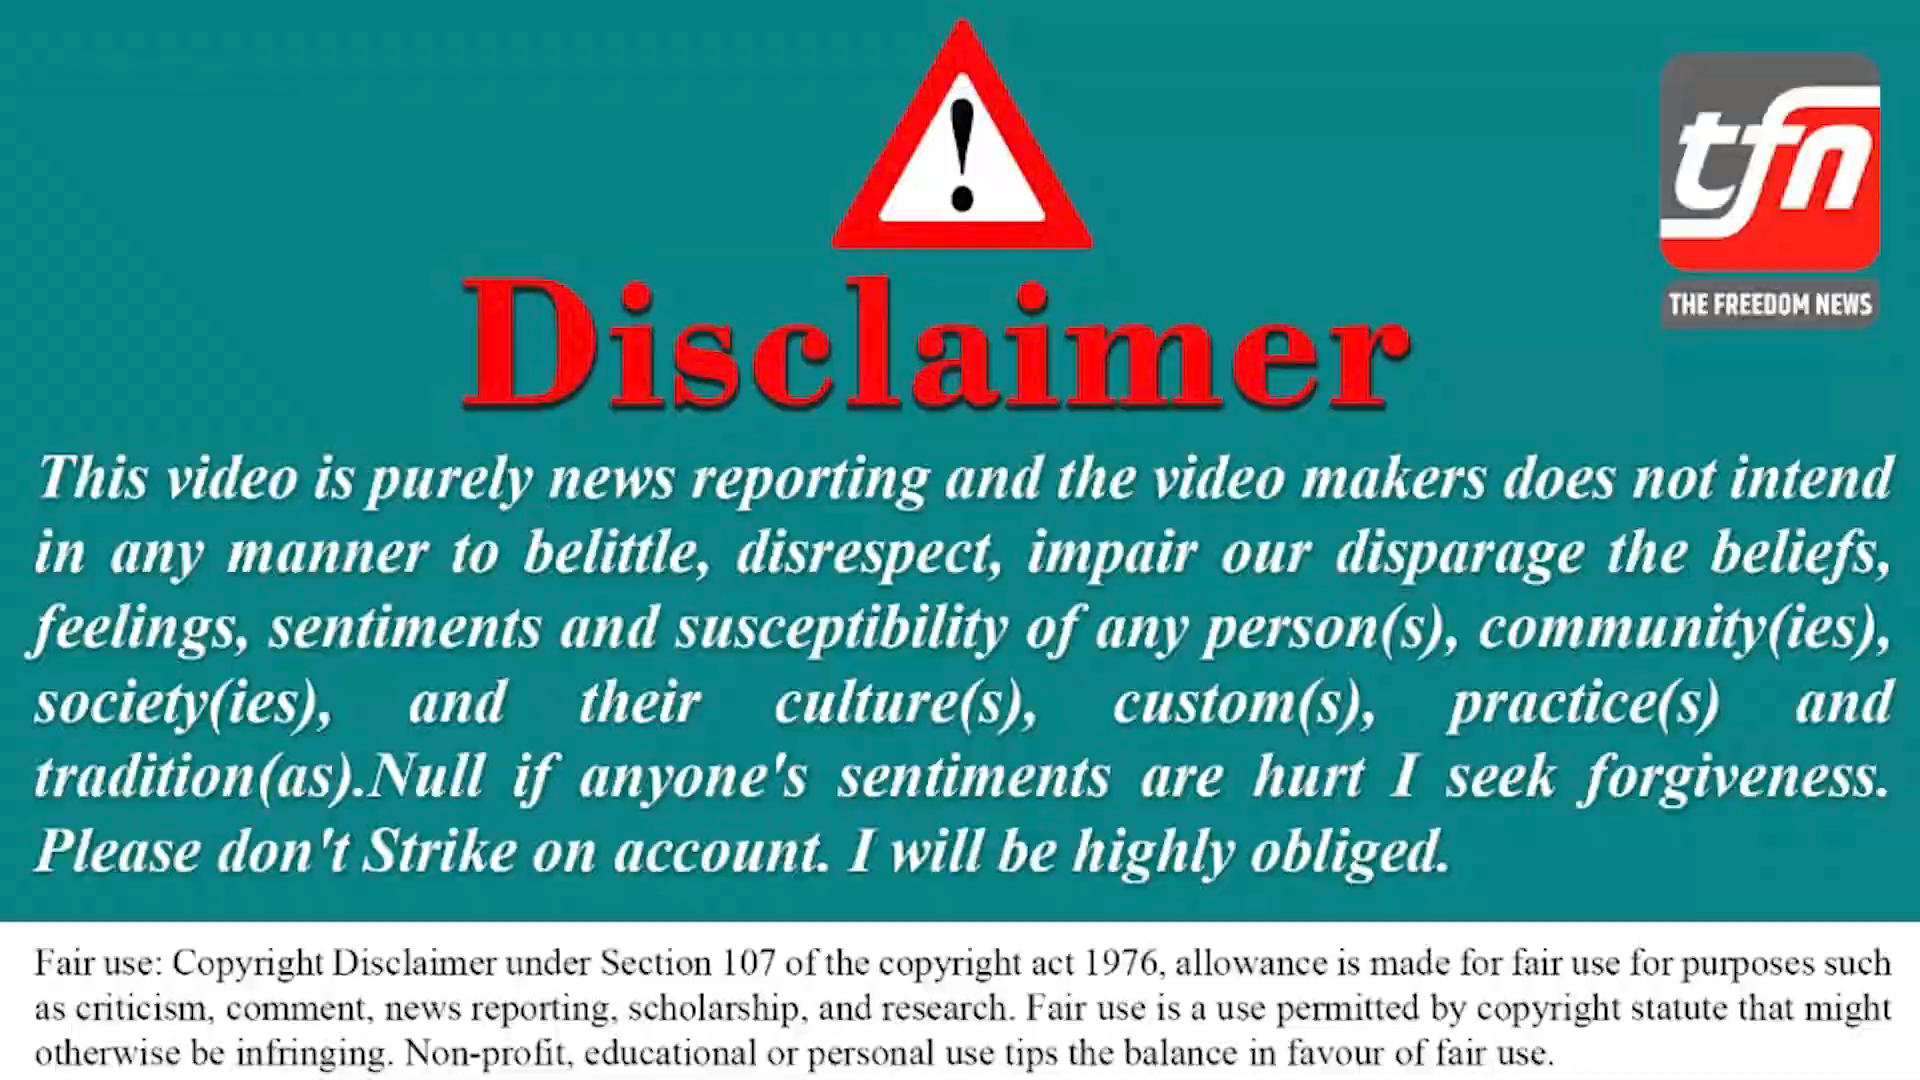 !
tfn
THE FREEDOM NEWS
Disclaimer
This video is purely news reporting and the video makers does not intend
in any manner to belittle, disrespect, impair our disparage the beliefs,
feelings, sentiments and susceptibility of any person(s), community(ies),
society(ies), and their culture(s), custom(s), practice(s) and
tradition(as).Null if anyone's sentiments are hurt I seek forgiveness.
Please don't Strike on account. I will be highly obliged.
Fair use: Copyright Disclaimer under Section 107 of the copyright act 1976, allowance is made for fair use for purposes such
as criticism, comment, news reporting, scholarship, and research. Fair use is a use permitted by copyright statute that might
otherwise be infringing. Non-profit, educational or personal use tips the balance in favour of fair use.